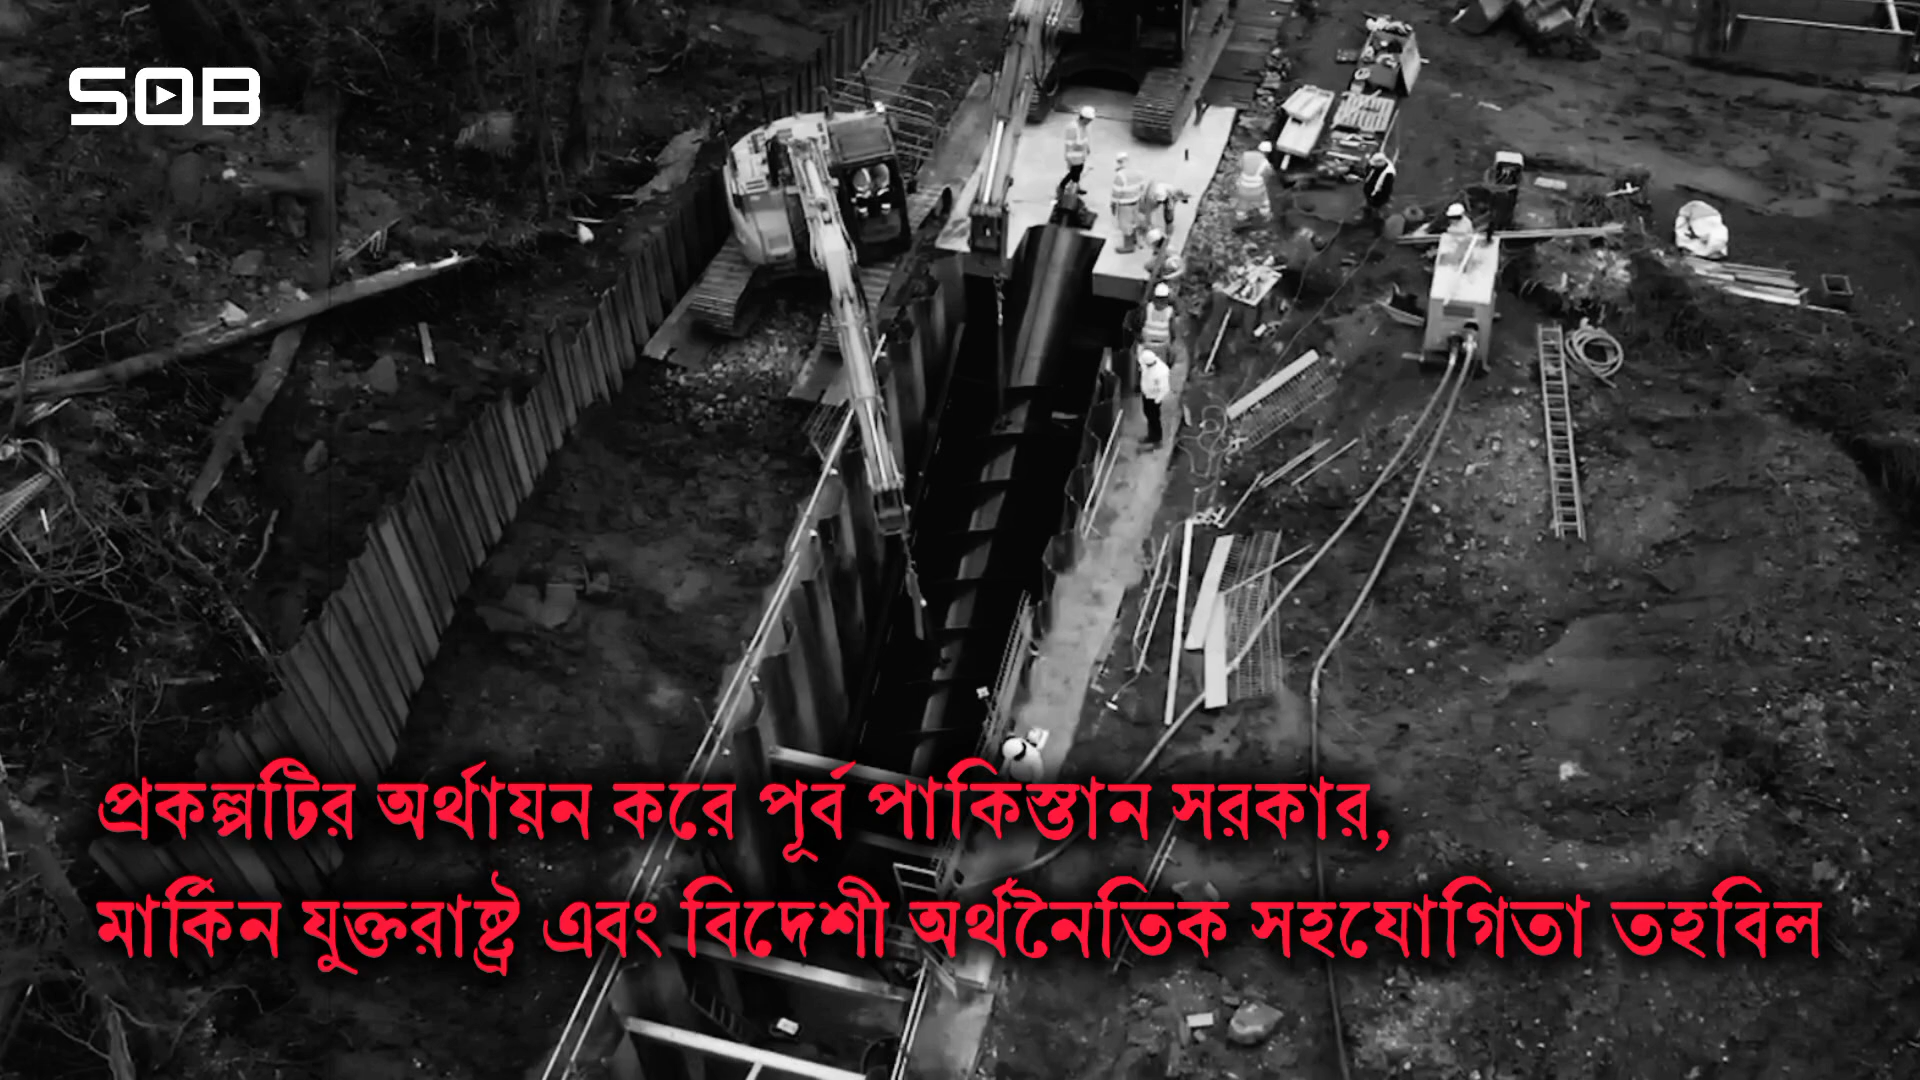 SOB
প্রকল্পটির অর্থায়ন করে পূর্ব পাকিস্তান সরকার,
মার্কিন যুক্তরাষ্ট্র এবং বিদেশী অর্থনৈতিক সহযোগিতা তহবিল